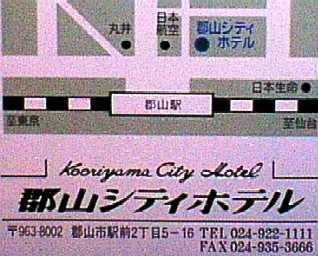 丸井
日本
航空
郡山シティ
ホテル
日本生命
郡山駅
至東京
至仙台
Kooriyama City Hotel
郡山シティホテル
〒963-8002 郡山市駅前2丁目5-16 TEL 024-922-1111
FAX 024-935-3666